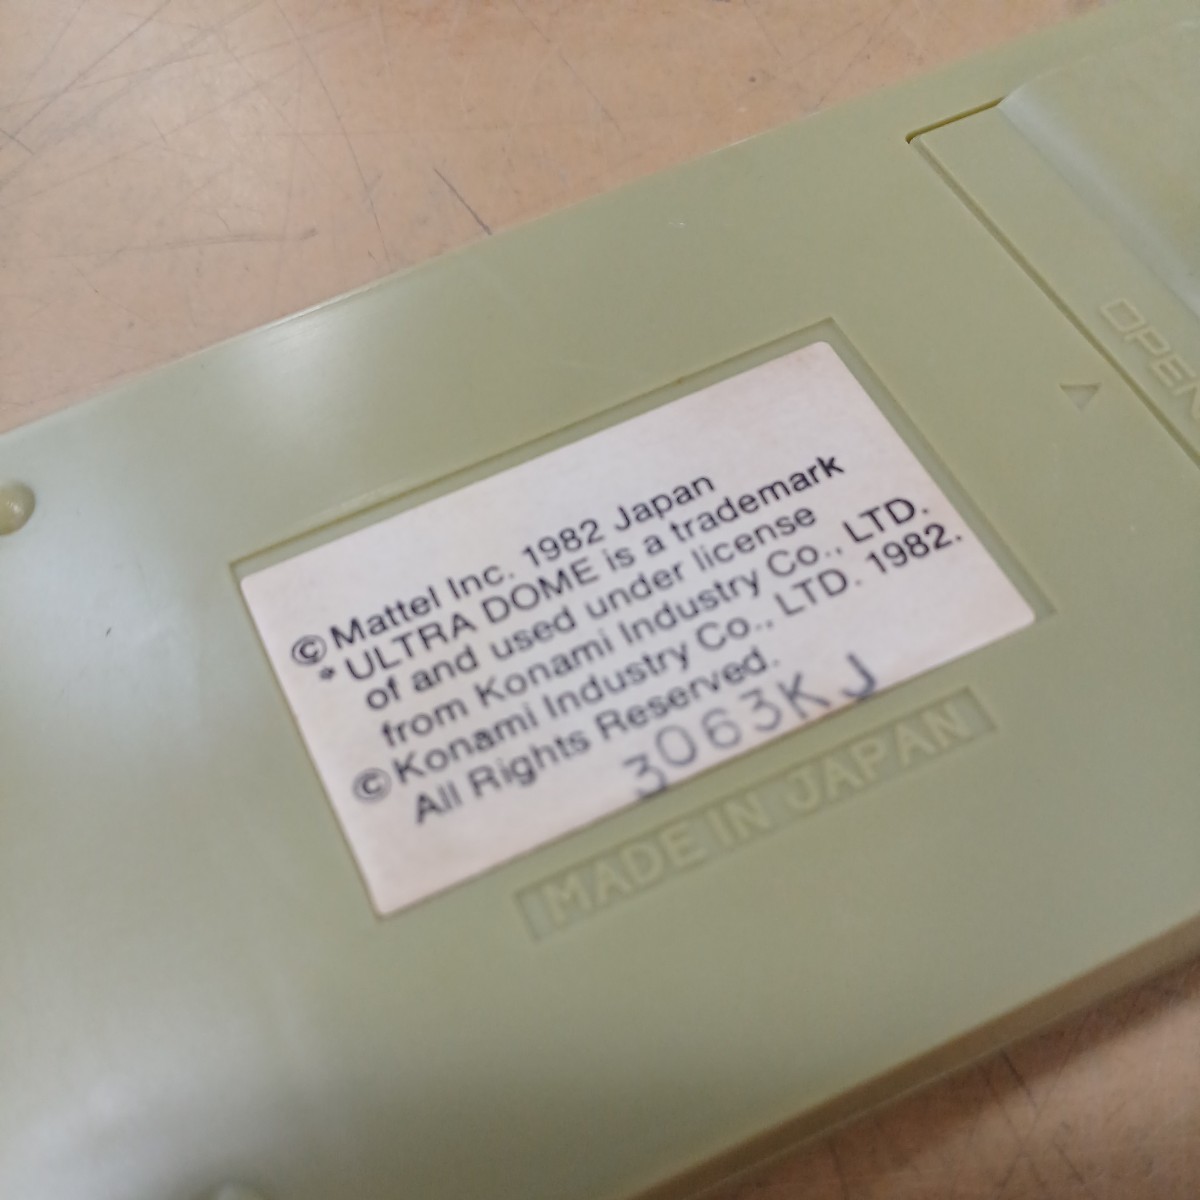 ©Mattel Inc. 1982 Japan
* ULTRA DOME is a trademark
of and used under license
from Konami Industry Co., LTD.
©Konami Industry Co., LTD. 1982.
All Rights Reserved.
3063KJ
MADE IN JAPAN
OPEN